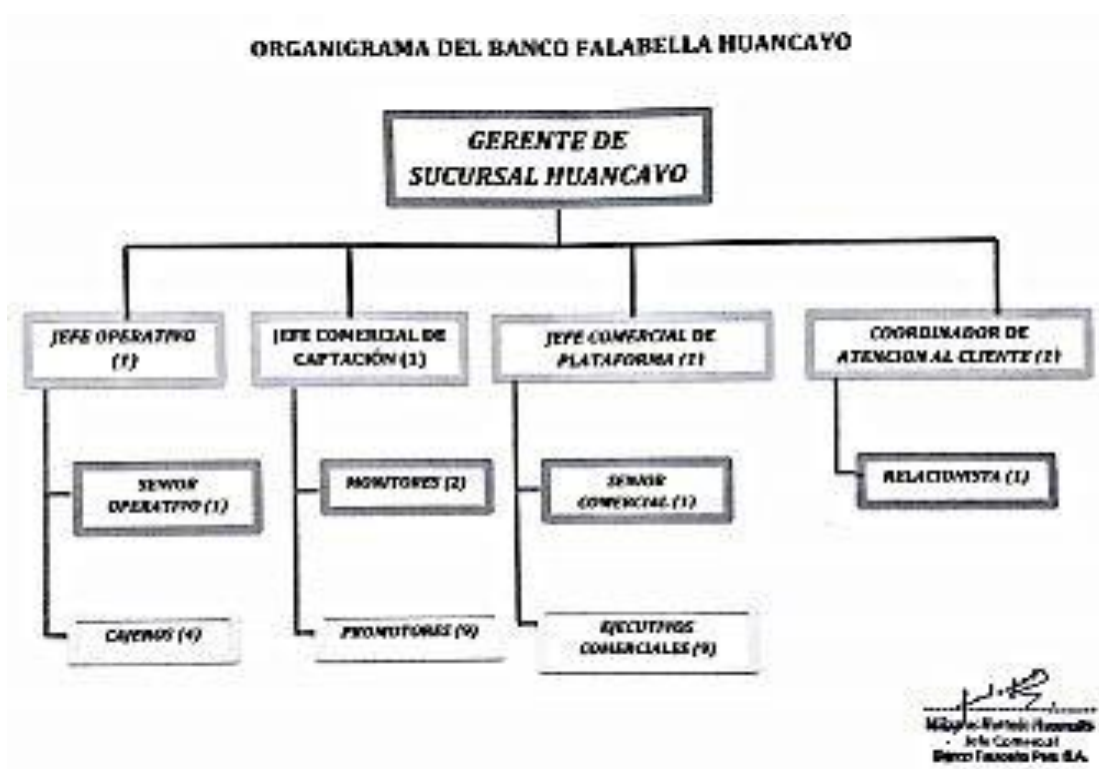 ORGANIGRAMA DEL BANCO FALABELLA HUANCAYO
GERENTE DE
SUCURSAL HUANCAYO
JEFE OPERATIVO
(1)
JEFE COMERCIAL DE
CAPTACIÓN (1)
JEFE COMERCIAL DE
PLATAFORMA (1)
COORDINADOR DE
ATENCION AL CLIENTE (1)
SENIOR
OPERATIVO (1)
MONITORES (2)
SENIOR
COMERCIAL (1)
RELACIONISTA (1)
CAJEROS (4)
PROMOTORES (9)
EJECUTIVOS
COMERCIALES (9)
Jefe Comercial
Banco Perú S.A.